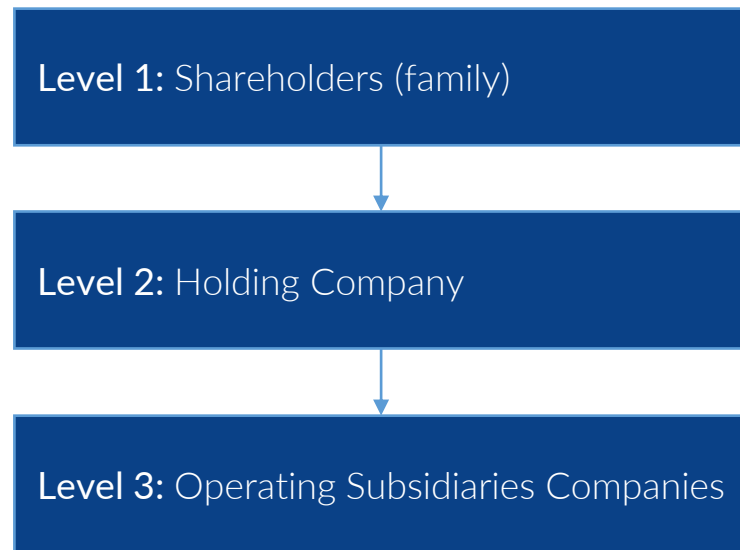 Level 1: Shareholders (family)
Level 2: Holding Company
Level 3: Operating Subsidiaries Companies